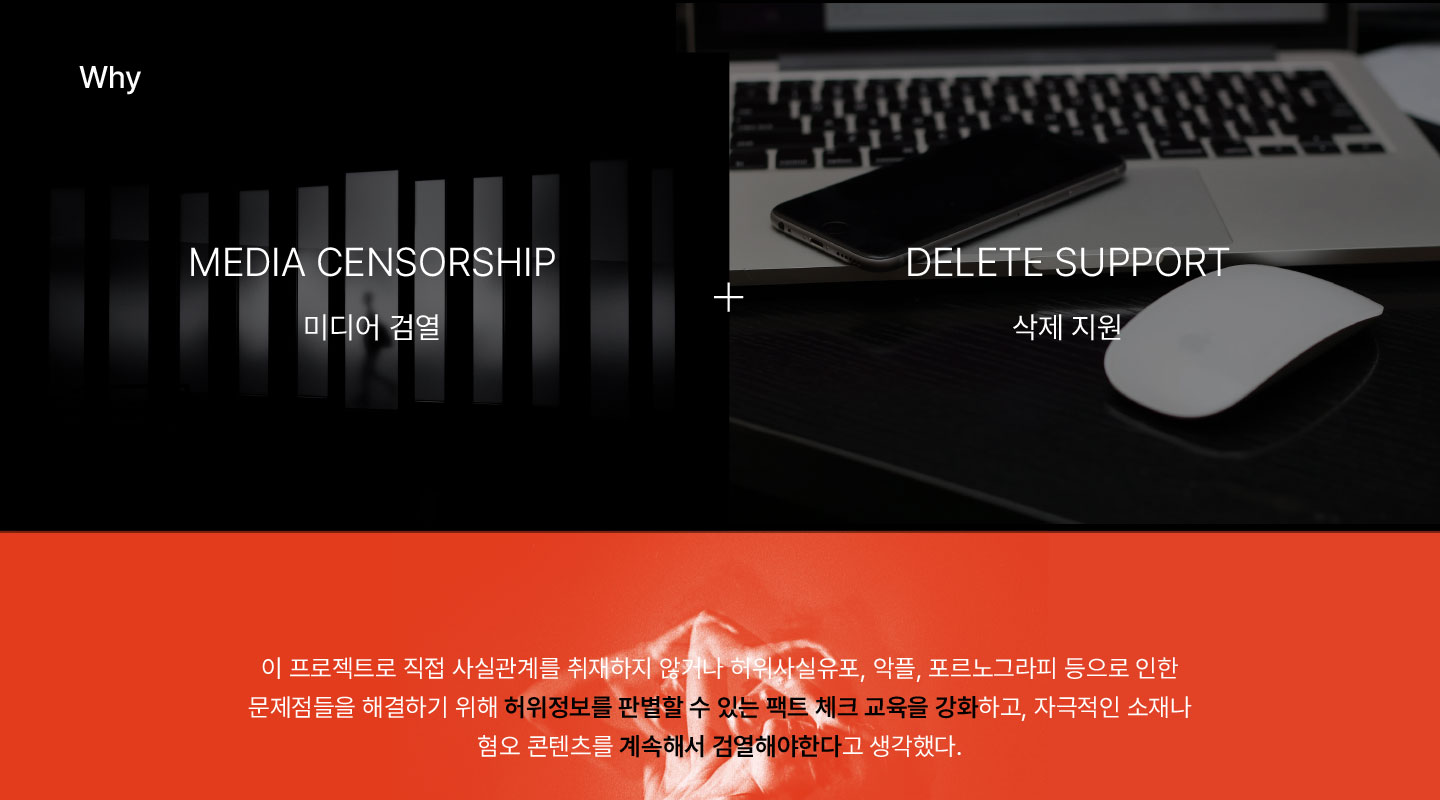 Why
MEDIA CENSORSHIP
미디어 검열
+
DELETE SUPPORT
삭제 지원
이 프로젝트로 직접 사실관계를 취재하지 않거나 허위사실유포, 악플, 포르노그라피 등으로 인한
문제점들을 해결하기 위해 허위정보를 판별할 수 있는 팩트 체크 교육을 강화하고, 자극적인 소재나
혐오 콘텐츠를 계속해서 검열해야한다고 생각했다.